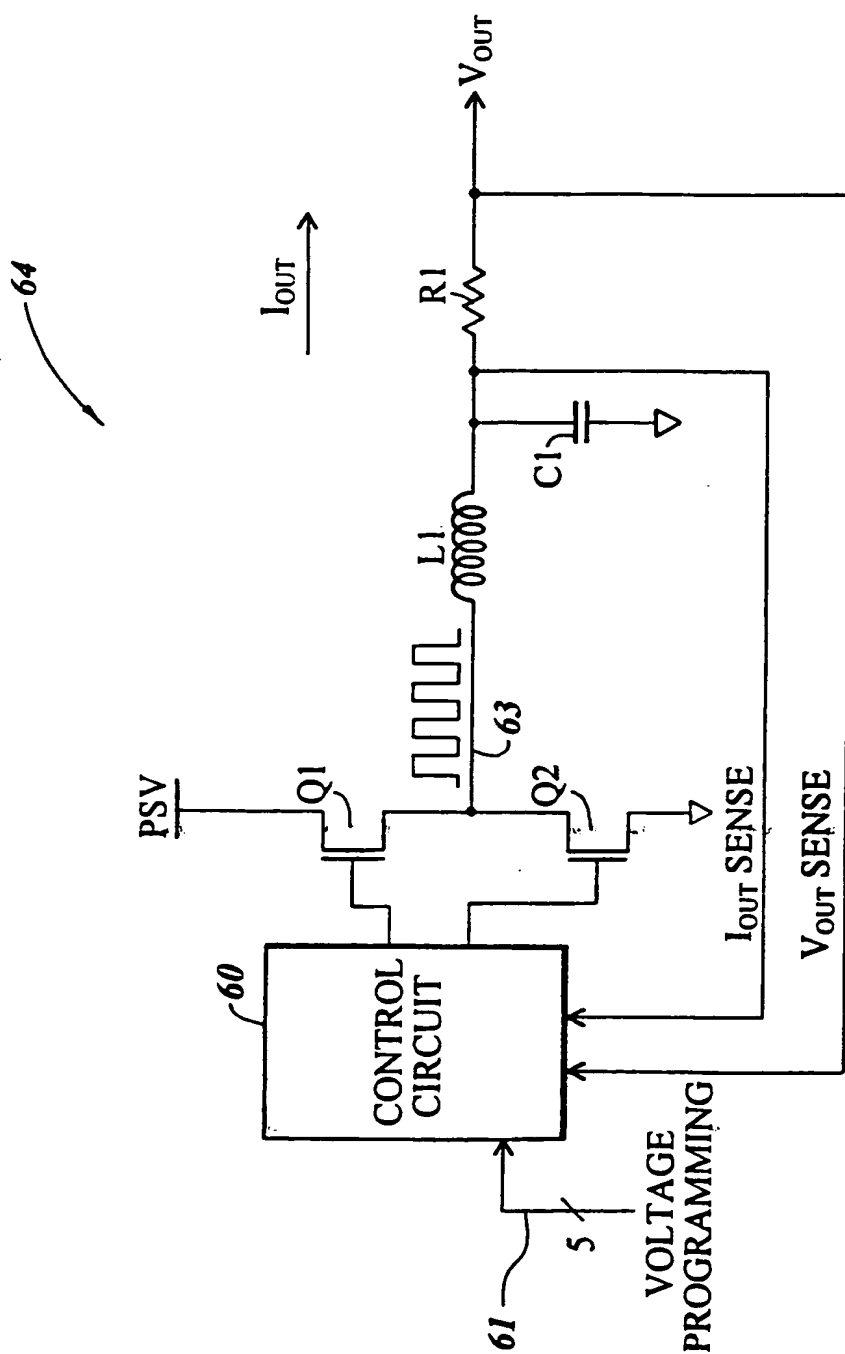 64
IOUT
VOUT
R1
C1
L1
63
PSV
Q1
Q2
60
CONTROL
CIRCUIT
IOUT SENSE
VOUT SENSE
61
5
VOLTAGE
PROGRAMMING